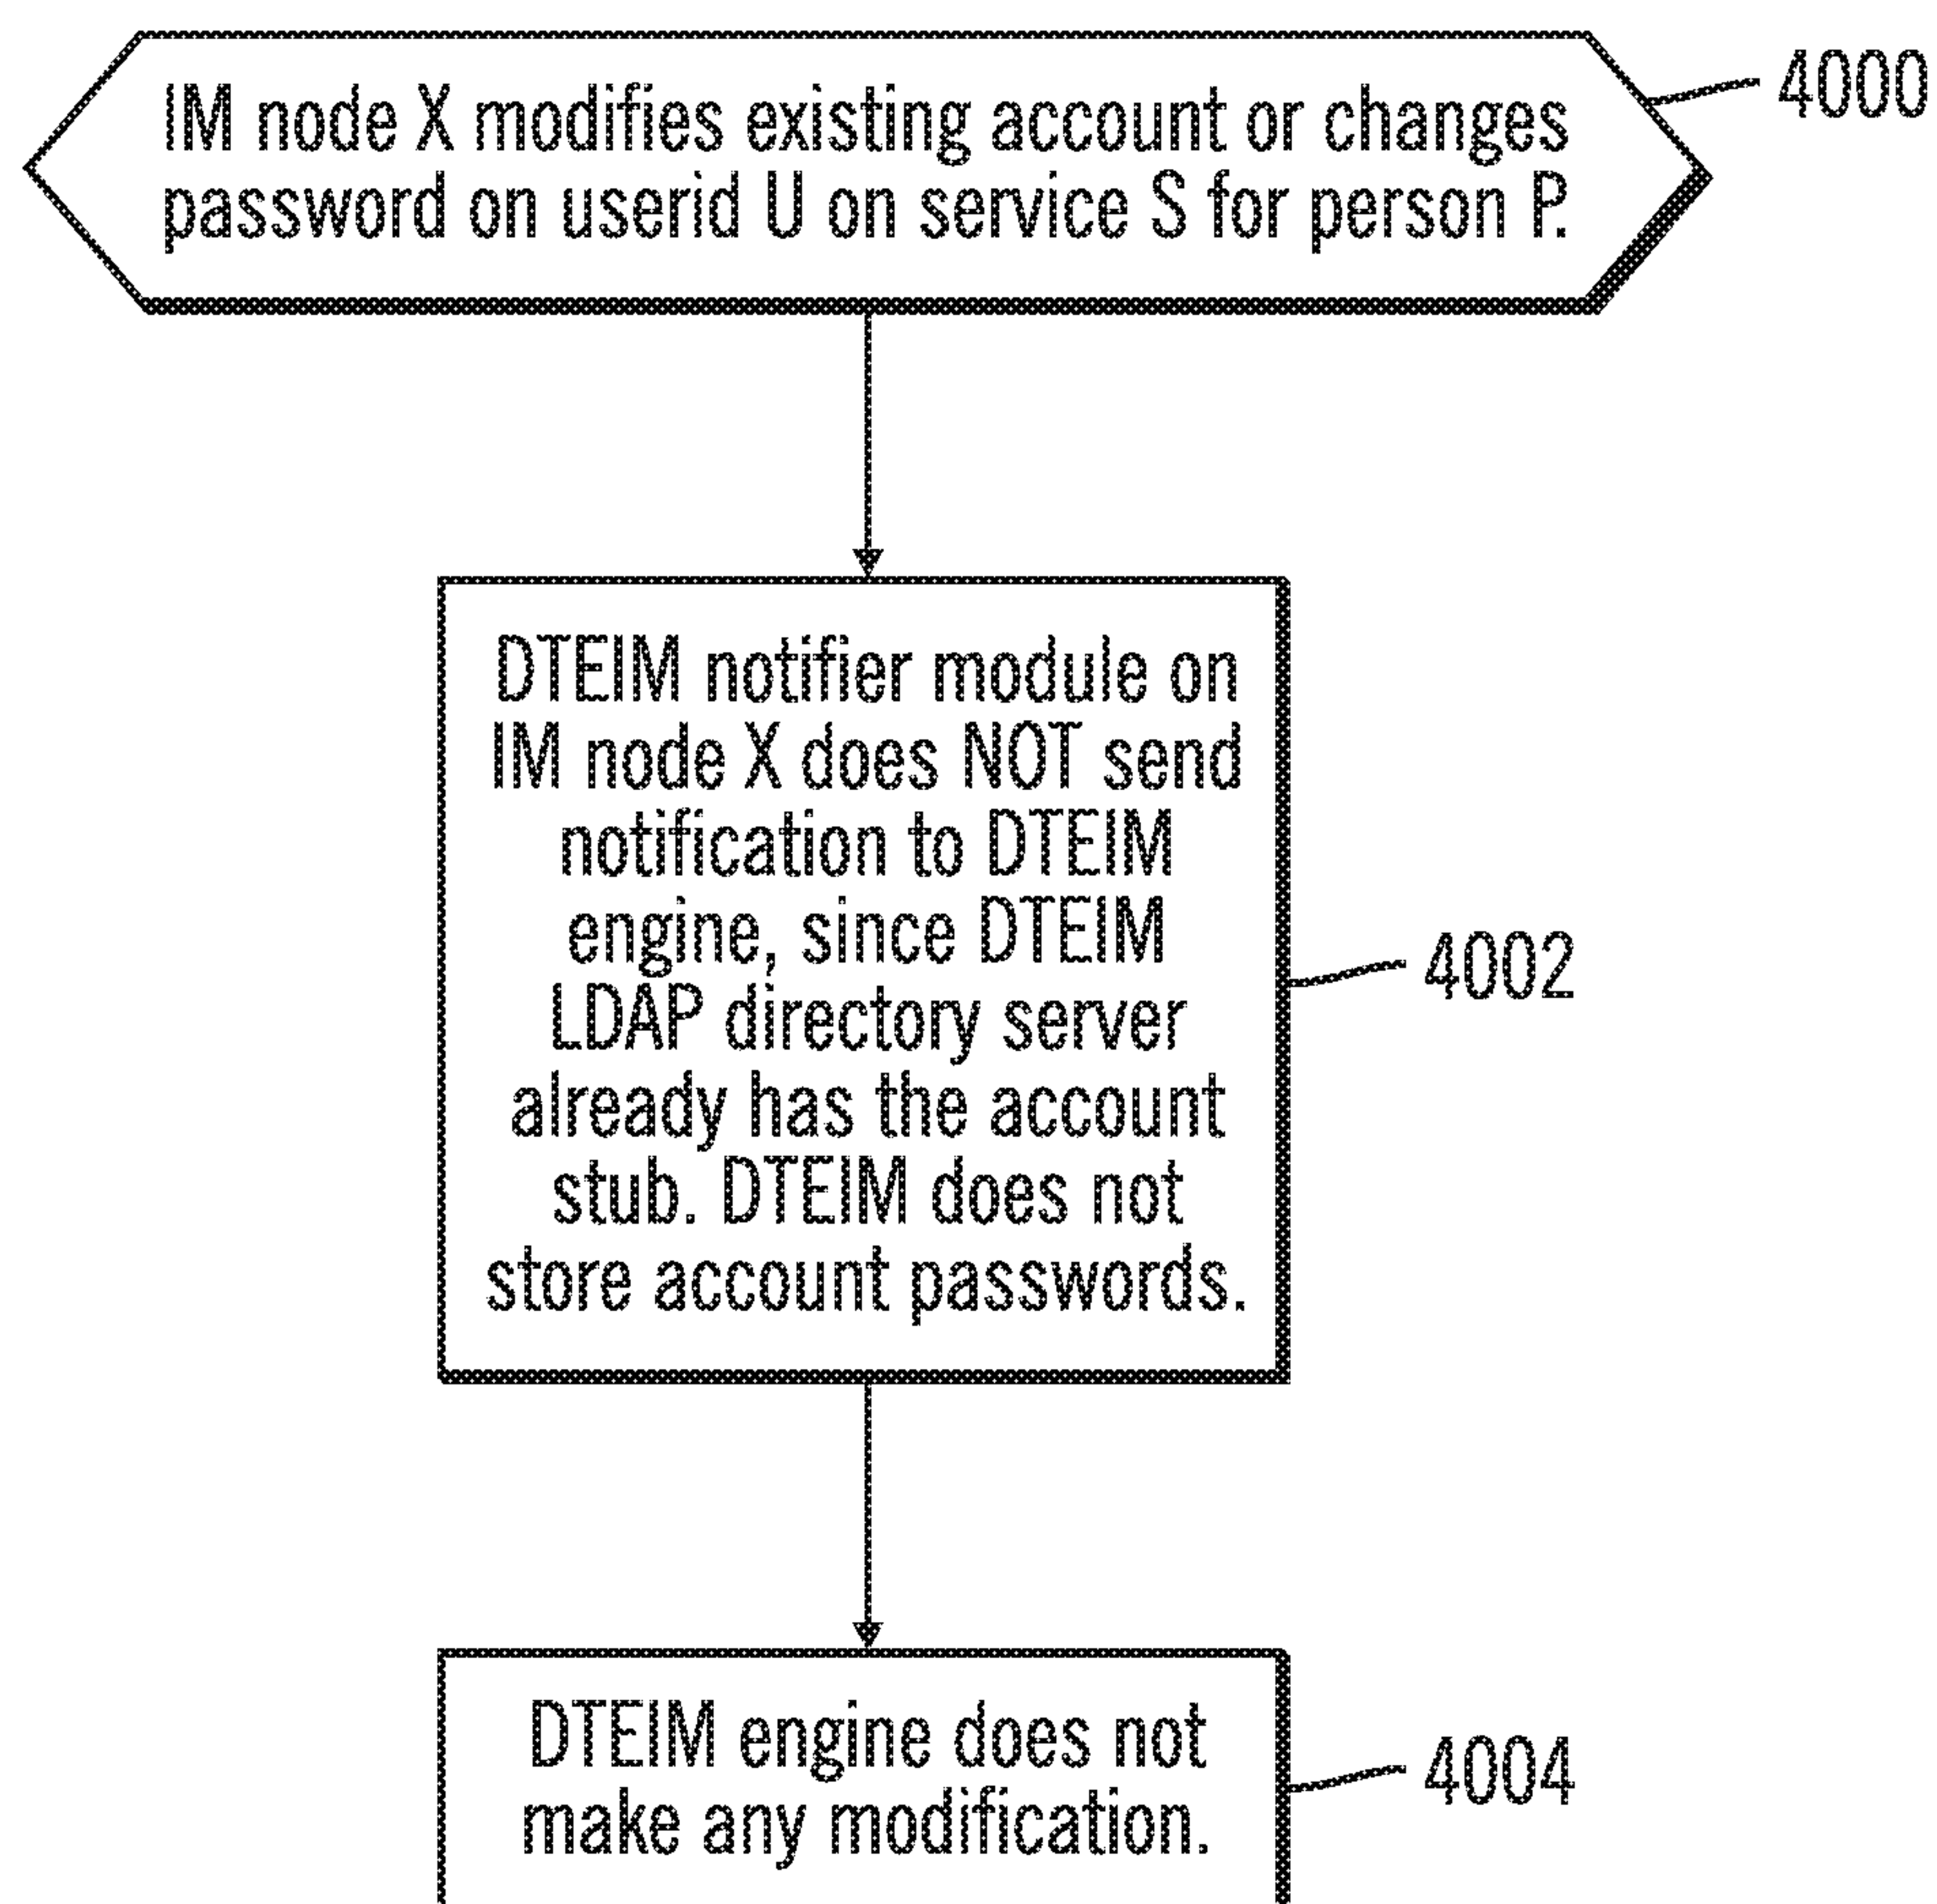 IM node X modifies existing account or changes
password on userid U on service S for person P.
4000
DTEIM notifier module on
IM node X does NOT send
notification to DTEIM
engine, since DTEIM
LDAP directory server
already has the account
stub. DTEIM does not
store account passwords.
4002
DTEIM engine does not
make any modification.
4004